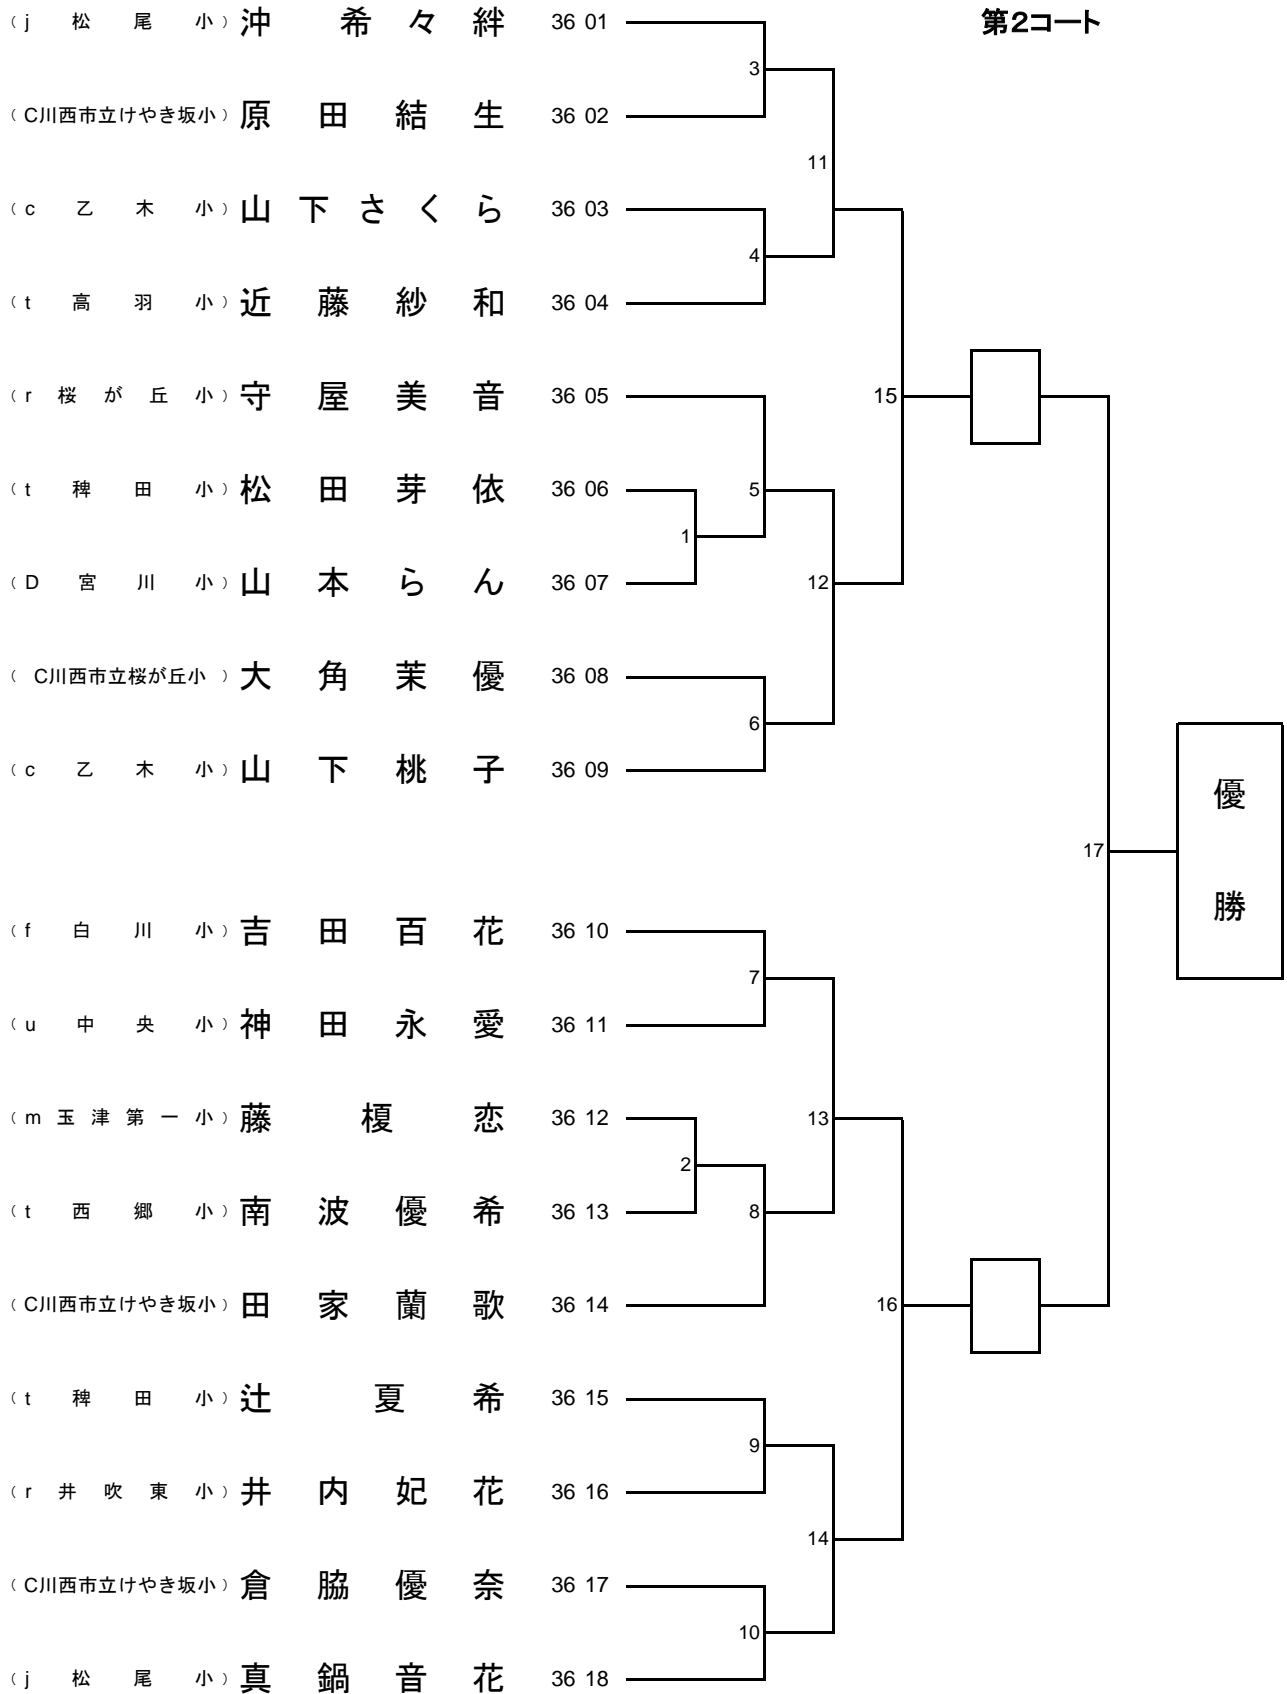 第2コート
（j 松尾小）沖 希々絆 36 01
3
（C川西市立けやき坂小）原田結生 36 02
11
（c 乙木小）山下さくら 36 03
4
（t 高羽小）近藤紗和 36 04
（r 桜が丘小）守屋美音 36 05
15
（t 稗田小）松田芽依 36 06
5
1
（D 宮川小）山本らん 36 07
12
（C川西市立桜が丘小）大角茉優 36 08
6
（c 乙木小）山下桃子 36 09
優勝
17
（f 白川小）吉田百花 36 10
7
（u 中央小）神田永愛 36 11
（m 玉津第一小）藤 榎 恋 36 12
13
2
（t 西郷小）南波優希 36 13
8
（C川西市立けやき坂小）田家蘭歌 36 14
16
（t 稗田小）辻 夏希 36 15
9
（r 井吹東小）井内妃花 36 16
14
（C川西市立けやき坂小）倉脇優奈 36 17
10
（j 松尾小）真鍋音花 36 18